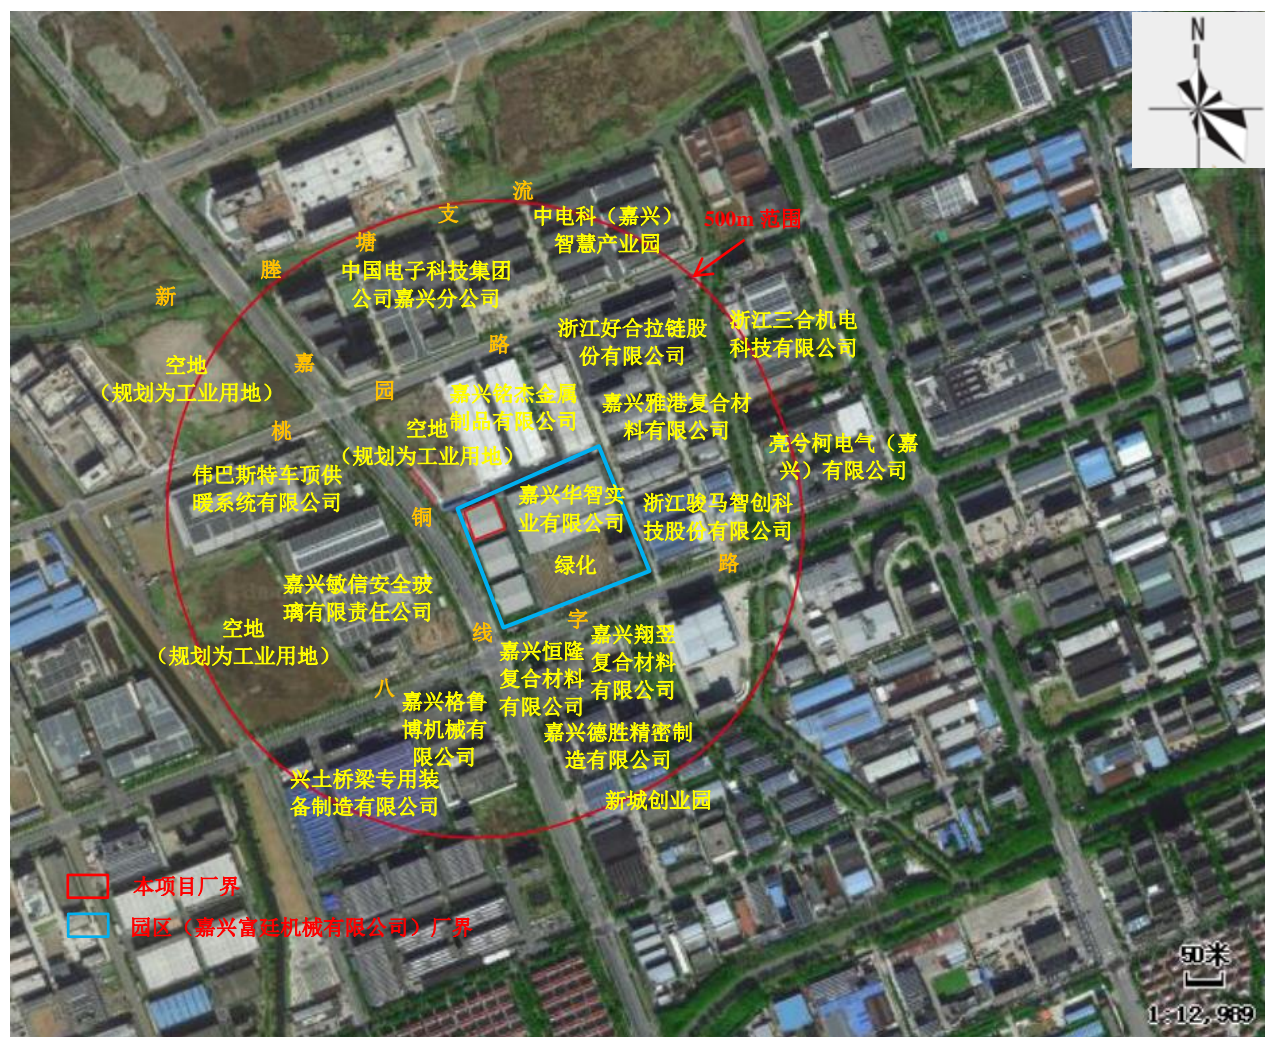 N
流
支
中电科（嘉兴）
智慧产业园
500m 范围
塘
塍
中国电子科技集团
公司嘉兴分公司
新
浙江好合拉链股
份有限公司
浙江三合机电
科技有限公司
路
嘉
空地
（规划为工业用地）
园
嘉兴铭杰金属
制品有限公司
嘉兴雅港复合材
料有限公司
桃
空地
（规划为工业用地）
亮兮柯电气（嘉
兴）有限公司
伟巴斯特车顶供
暖系统有限公司
铜
嘉兴华智实
业有限公司
浙江骏马智创科
技股份有限公司
绿化
路
嘉兴敏信安全玻
璃有限责任公司
字
线
空地
（规划为工业用地）
嘉兴恒隆
复合材料
有限公司
嘉兴翔翌
复合材料
有限公司
八
嘉兴格鲁
博机械有
限公司
嘉兴德胜精密制
造有限公司
兴土桥梁专用装
备制造有限公司
新城创业园
本项目厂界
园区（嘉兴富廷机械有限公司）厂界
50米
1:12,989